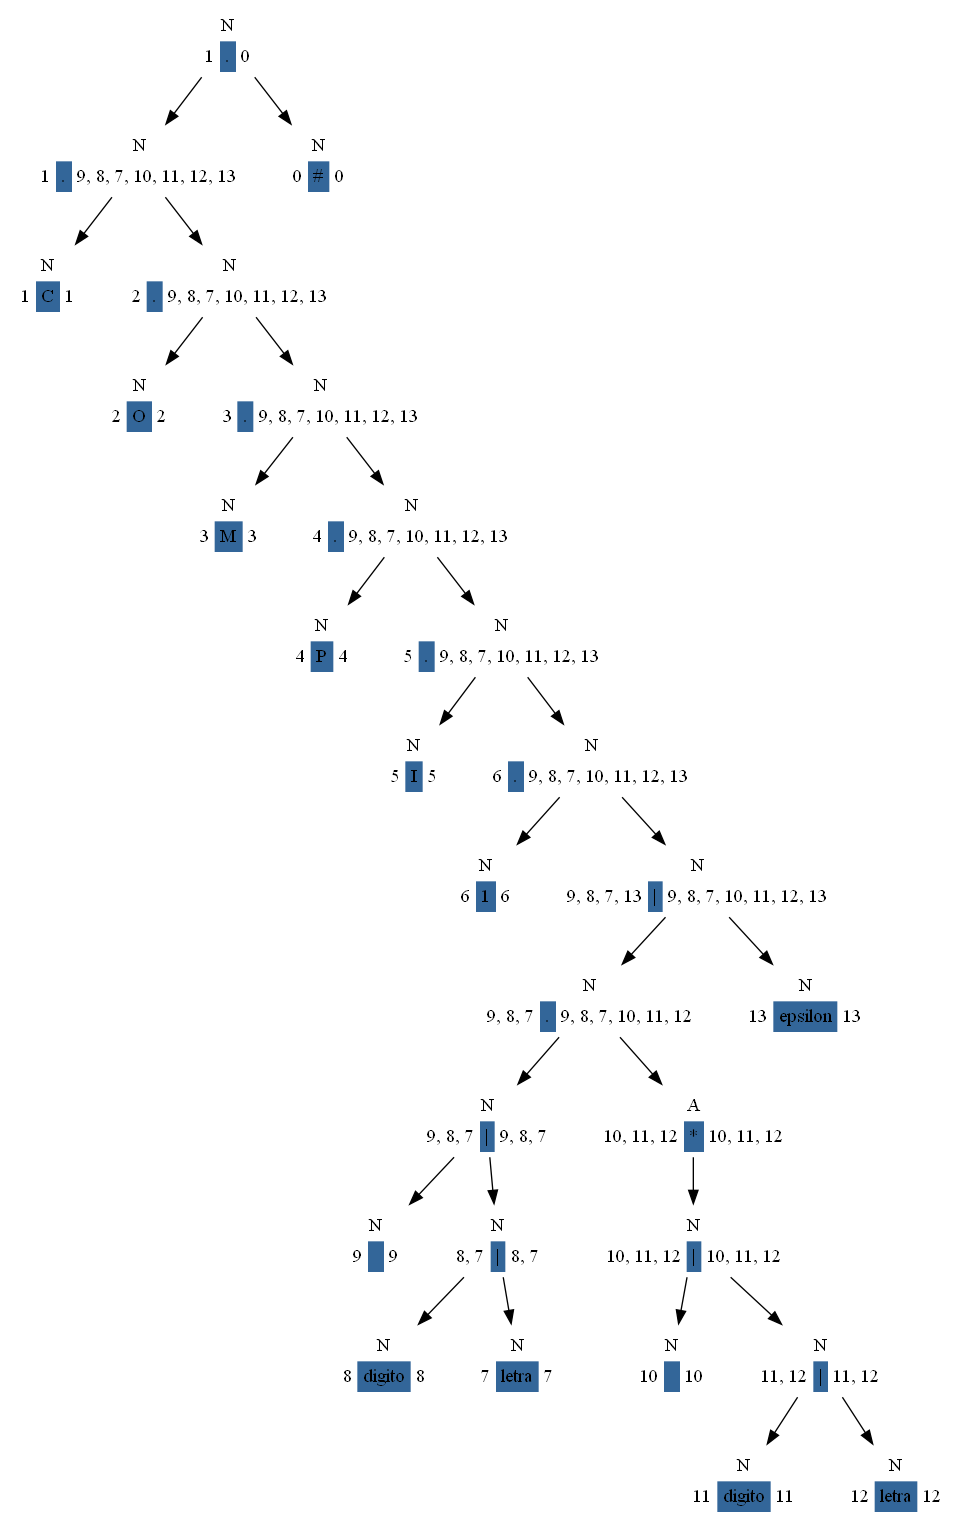 N
1 . 0
N N
1 . 9, 8, 7, 10, 11, 12, 13 0 # 0
N N
1 C 1 2 . 9, 8, 7, 10, 11, 12, 13
N N
2 O 2 3 . 9, 8, 7, 10, 11, 12, 13
N N
3 M 3 4 . 9, 8, 7, 10, 11, 12, 13
N N
4 P 4 5 . 9, 8, 7, 10, 11, 12, 13
N N
5 I 5 6 . 9, 8, 7, 10, 11, 12, 13
N N
6 1 6 9, 8, 7, 13 | 9, 8, 7, 10, 11, 12, 13
N N
9, 8, 7 . 9, 8, 7, 10, 11, 12 13 epsilon 13
N A
9, 8, 7 | 9, 8, 7 10, 11, 12 * 10, 11, 12
N N N
9 9 8, 7 | 8, 7 10, 11, 12 | 10, 11, 12
N N N N
8 digito 8 7 letra 7 10 10 11, 12 | 11, 12
N N
11 digito 11 12 letra 12